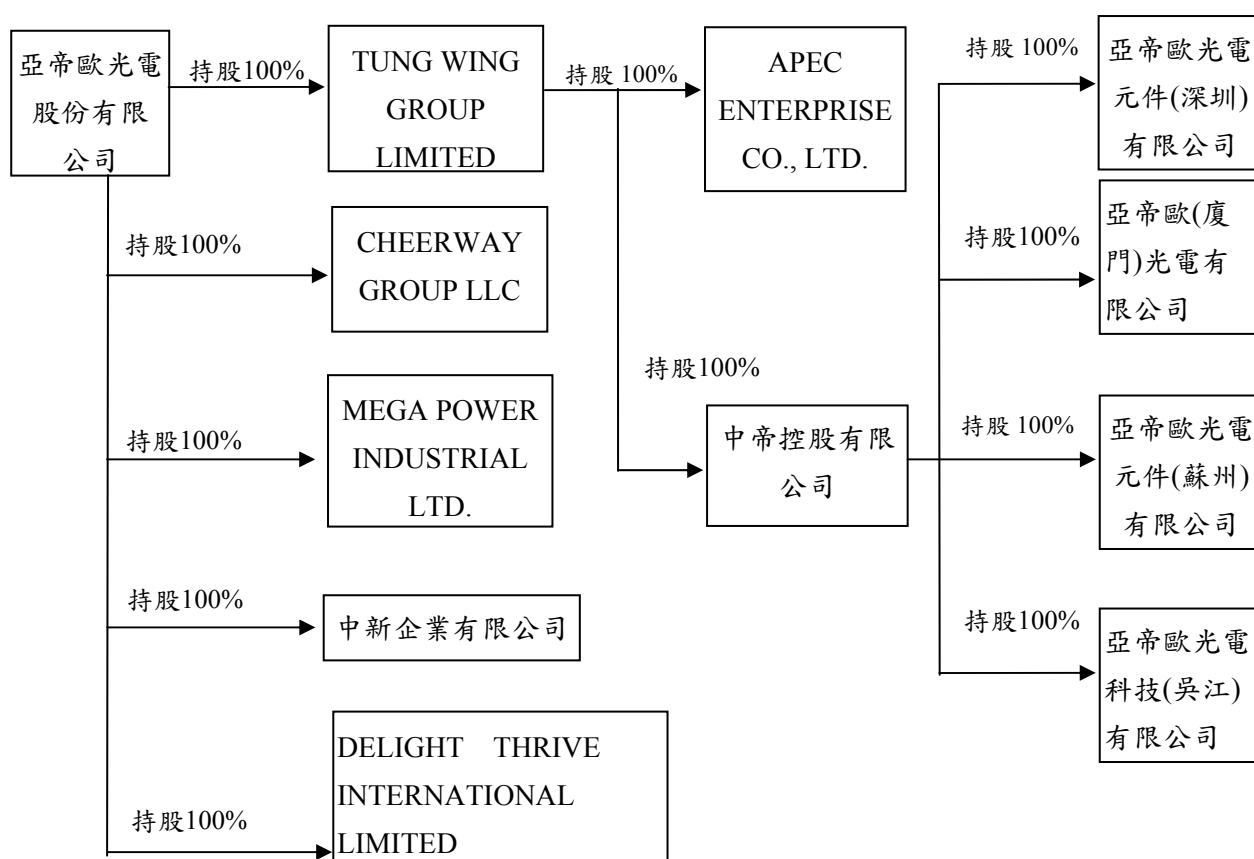 亞帝歐光電
股份有限
公司
持股100%
TUNG WING
GROUP
LIMITED
持股 100%
APEC
ENTERPRISE
CO., LTD.
持股 100%
亞帝歐光電
元件(深圳)
有限公司
持股100%
CHEERWAY
GROUP LLC
持股100%
亞帝歐(廈
門)光電有
限公司
持股100%
MEGA POWER
INDUSTRIAL
LTD.
持股100%
中帝控股有限
公司
持股 100%
亞帝歐光電
元件(蘇州)
有限公司
持股100%
中新企業有限公司
持股100%
亞帝歐光電
科技(吳江)
有限公司
持股100%
DELIGHT THRIVE
INTERNATIONAL
LIMITED